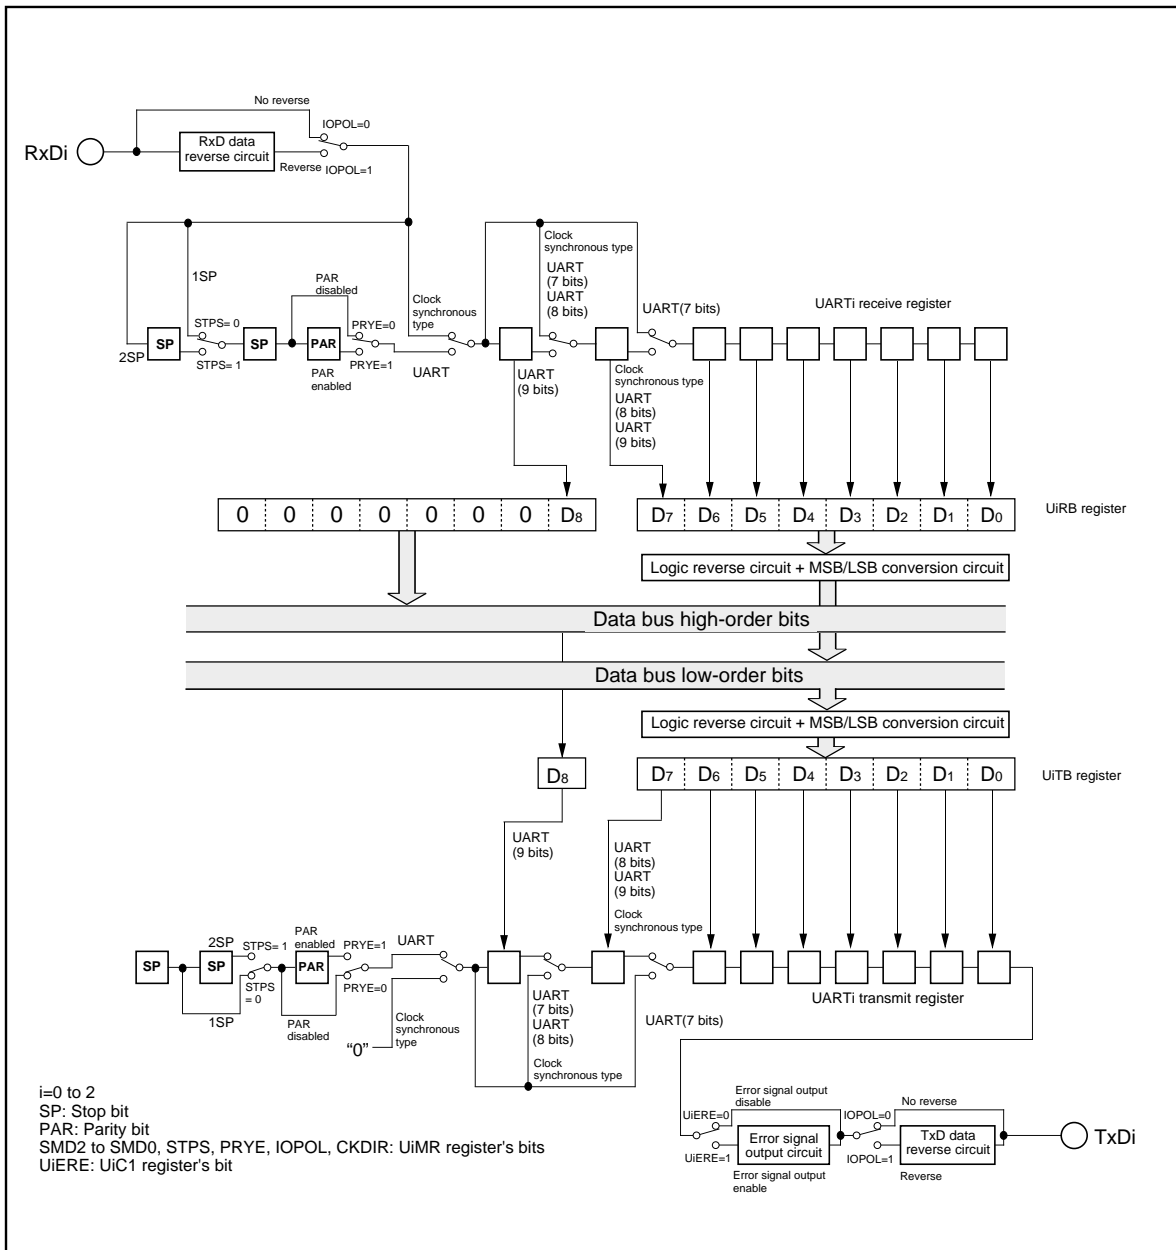 No reverse
IOPOL=0
RxDi
RxD data
reverse circuit
Reverse
IOPOL=1
1SP
PAR
disabled
Clock
synchronous
type
Clock
synchronous type
UART
(7 bits)
UART
(8 bits)
UART(7 bits)
UARTi receive register
2SP
SP
STPS= 0
STPS= 1
SP
PAR
PRYE=0
PRYE=1
PAR
enabled
UART
UART
(9 bits)
Clock
synchronous type
UART
(8 bits)
UART
(9 bits)
0 0 0 0 0 0 0 D8
D7 D6 D5 D4 D3 D2 D1 D0
UiRB register
Logic reverse circuit + MSB/LSB conversion circuit
Data bus high-order bits
Data bus low-order bits
Logic reverse circuit + MSB/LSB conversion circuit
D8
D7 D6 D5 D4 D3 D2 D1 D0
UiTB register
UART
(9 bits)
UART
(8 bits)
UART
(9 bits)
Clock
synchronous type
SP
2SP
SP
STPS= 1
STPS
= 0
1SP
PAR
enabled
PAR
PRYE=1
PRYE=0
PAR
disabled
UART
"0"
Clock
synchronous
type
UART
(7 bits)
UART
(8 bits)
Clock
synchronous type
UART(7 bits)
UARTi transmit register
i=0 to 2
SP: Stop bit
PAR: Parity bit
SMD2 to SMD0, STPS, PRYE, IOPOL, CKDIR: UiMR register's bits
UiERE: UiC1 register's bit
Error signal output
disable
UiERE=0
UiERE=1
Error signal
output circuit
Error signal output
enable
IOPOL=0
IOPOL=1
No reverse
TxD data
reverse circuit
Reverse
TxDi